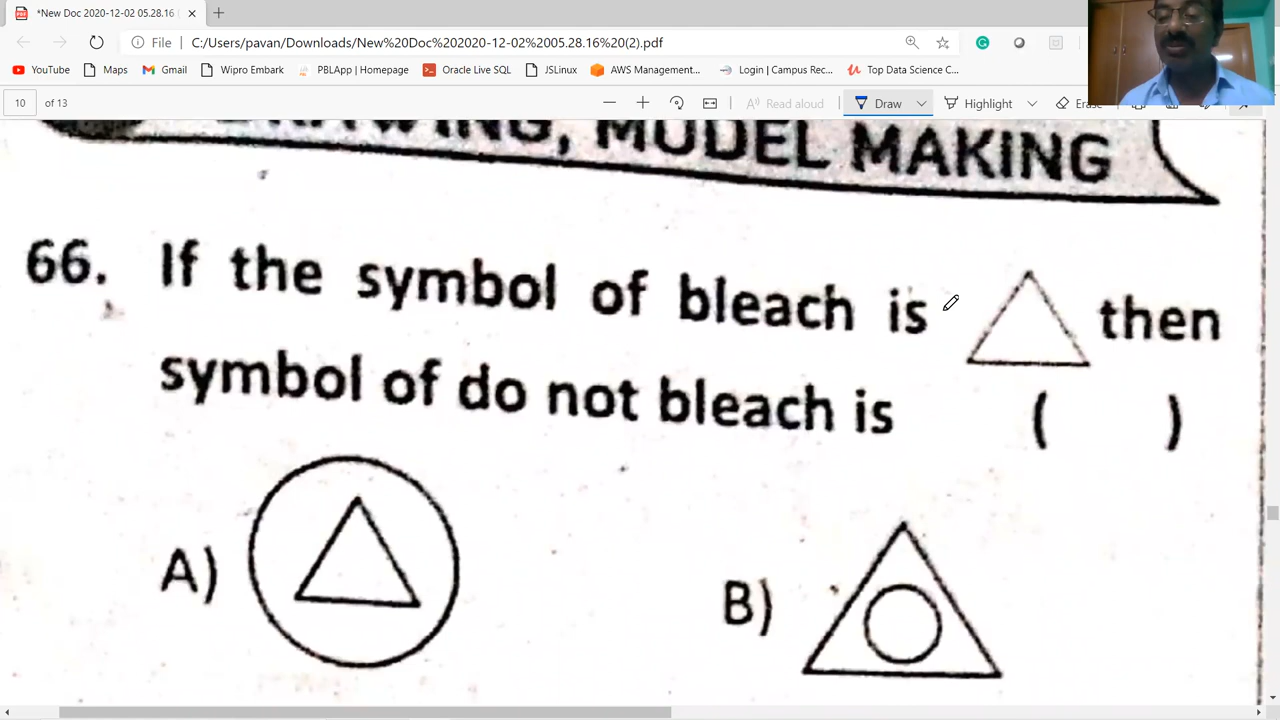 *New Doc 2020-12-02 05.28.16
File C:/Users/pavan/Downloads/New%20Doc%202020-12-02%2005.28.16%20(2).pdf
YouTube Maps Gmail Wipro Embark PBLApp | Homepage Oracle Live SQL JSLinux AWS Management... Login | Campus Rec... Top Data Science C...
10 of 13 Read aloud Draw Highlight Erase
DRAWING, MODEL MAKING
66. If the symbol of bleach is then
symbol of do not bleach is ( )
A) B)